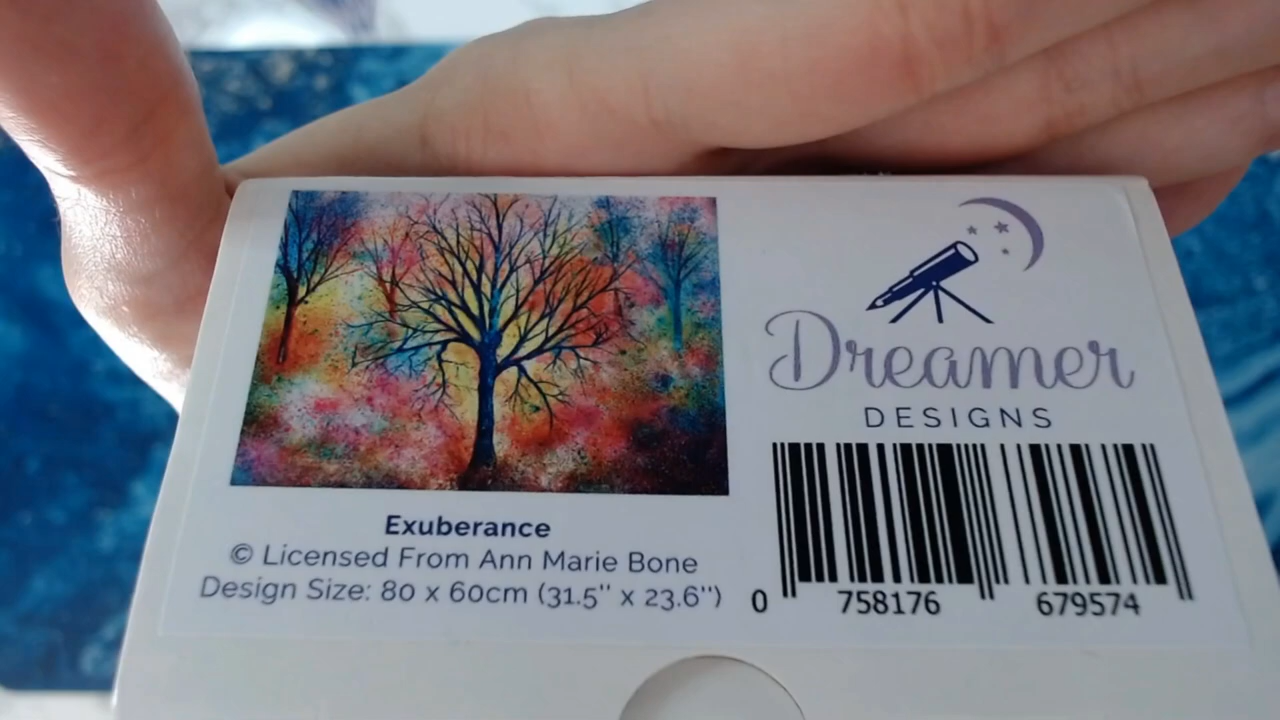 Dreamer
DESIGNS
Exuberance
© Licensed From Ann Marie Bone
Design Size: 80 x 60cm (31.5'' x 23.6'')
0 758176 679574